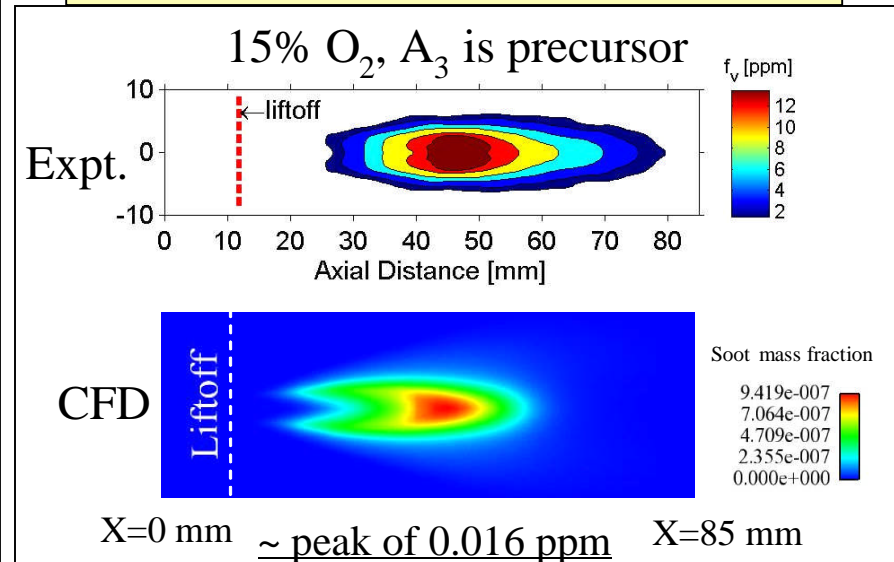 15% O₂, A₃ is precursor
Expt.
10
0
-10
←liftoff
0 10 20 30 40 50 60 70 80
Axial Distance [mm]
fᵥ [ppm]
12
10
8
6
4
2
CFD
Liftoff
Soot mass fraction
9.419e-007
7.064e-007
4.709e-007
2.355e-007
0.000e+000
X=0 mm ~ peak of 0.016 ppm X=85 mm